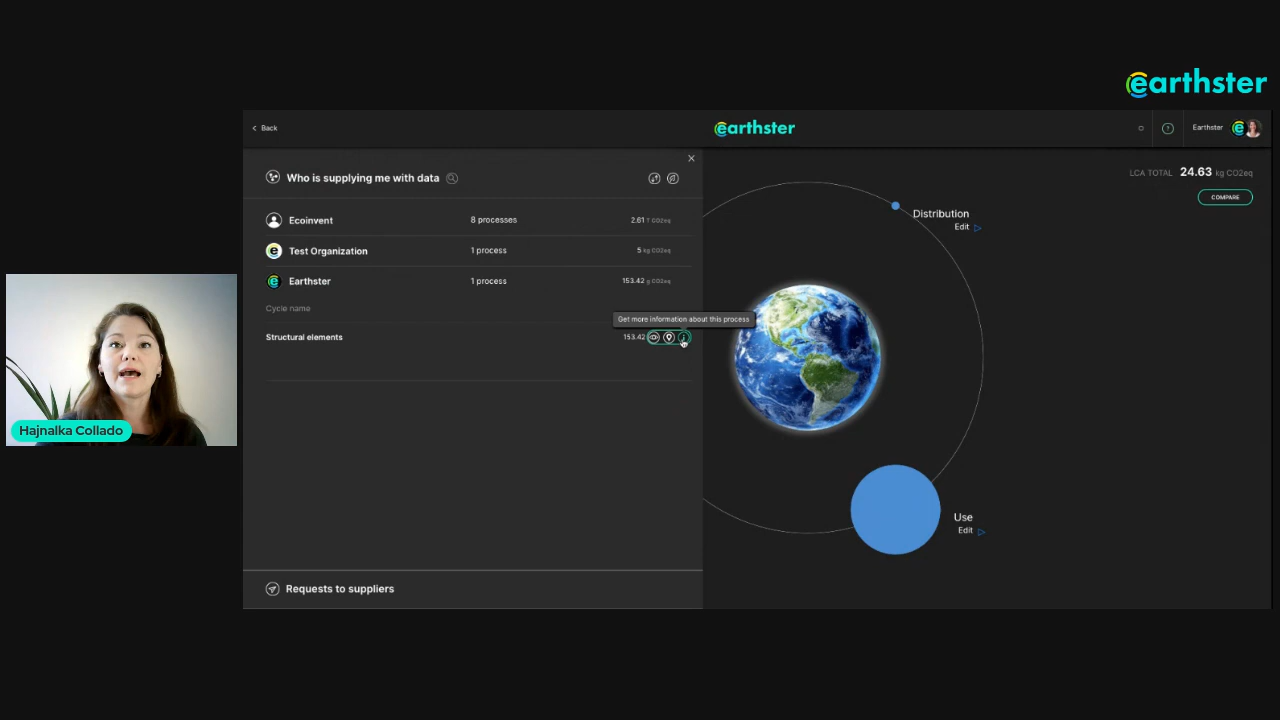 earthster
Back
earthster
Earthster
Who is supplying me with data
LCA TOTAL 24.63 kg CO2eq
COMPARE
Ecoinvent 8 processes 2.61 T CO2eq
Distribution
Edit
Test Organization 1 process 5 kg CO2eq
Earthster 1 process 153.42 g CO2eq
Cycle name
Get more information about this process
Structural elements 153.42
Hajnalka Collado
Use
Edit
Requests to suppliers